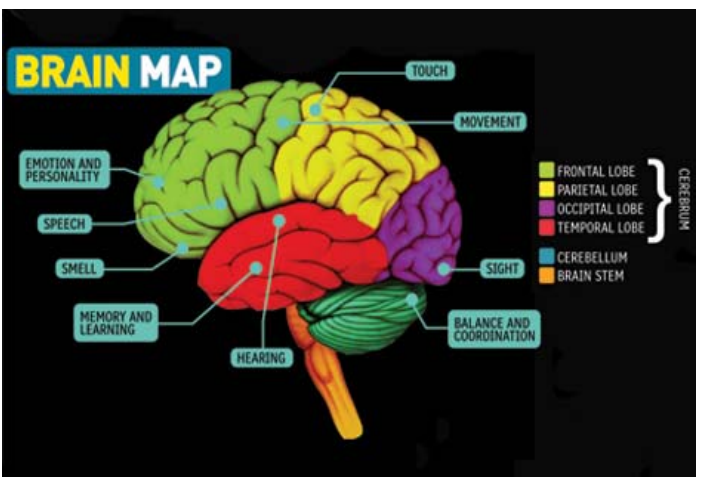 BRAIN MAP
TOUCH
MOVEMENT
EMOTION AND
PERSONALITY
SPEECH
SMELL
MEMORY AND
LEARNING
HEARING
SIGHT
BALANCE AND
COORDINATION
FRONTAL LOBE
PARIETAL LOBE
OCCIPITAL LOBE
TEMPORAL LOBE
CEREBRUM
CEREBELLUM
BRAIN STEM